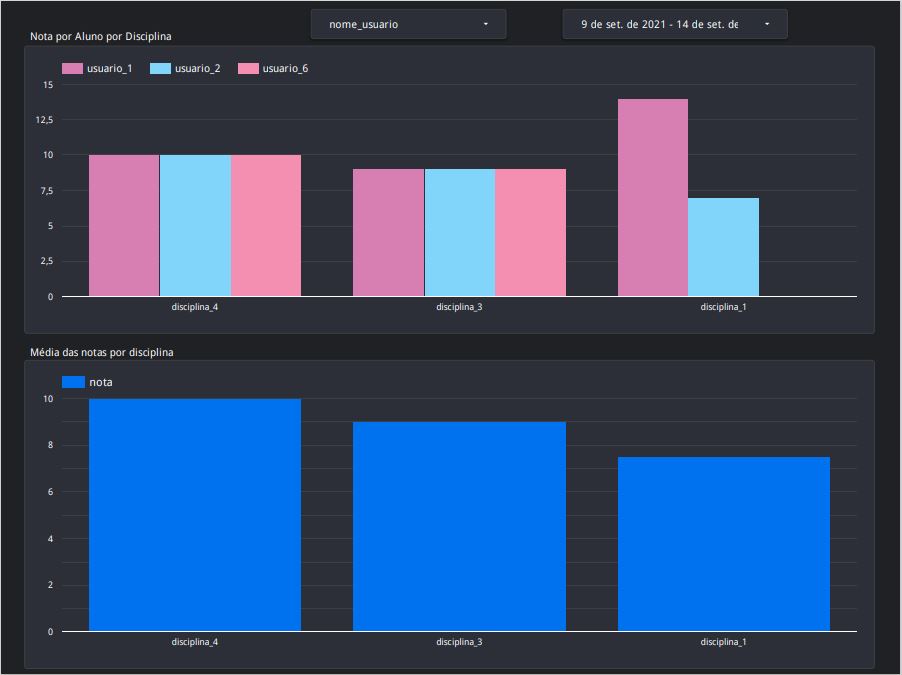 nome_usuario
9 de set. de 2021 - 14 de set. de
Nota por Aluno por Disciplina
usuario_1 usuario_2 usuario_6
15
12,5
10
7,5
5
2,5
0
disciplina_4 disciplina_3 disciplina_1
Média das notas por disciplina
nota
10
8
6
4
2
0
disciplina_4 disciplina_3 disciplina_1